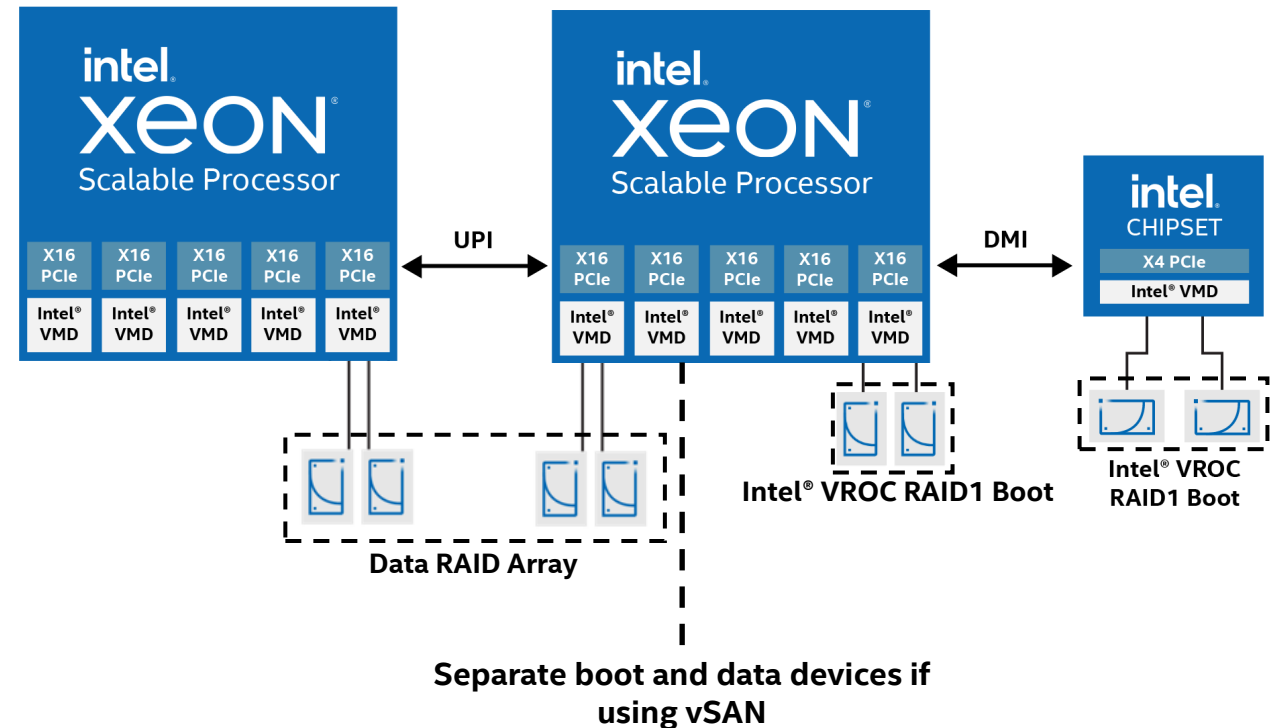 intel.
xeon®
Scalable Processor
X16 PCIe
X16 PCIe
X16 PCIe
X16 PCIe
X16 PCIe
Intel® VMD
Intel® VMD
Intel® VMD
Intel® VMD
Intel® VMD
UPI
intel.
xeon®
Scalable Processor
X16 PCIe
X16 PCIe
X16 PCIe
X16 PCIe
X16 PCIe
Intel® VMD
Intel® VMD
Intel® VMD
Intel® VMD
Intel® VMD
DMI
intel.
CHIPSET
X4 PCIe
Intel® VMD
Data RAID Array
Intel® VROC RAID1 Boot
Intel® VROC
RAID1 Boot
Separate boot and data devices if
using vSAN